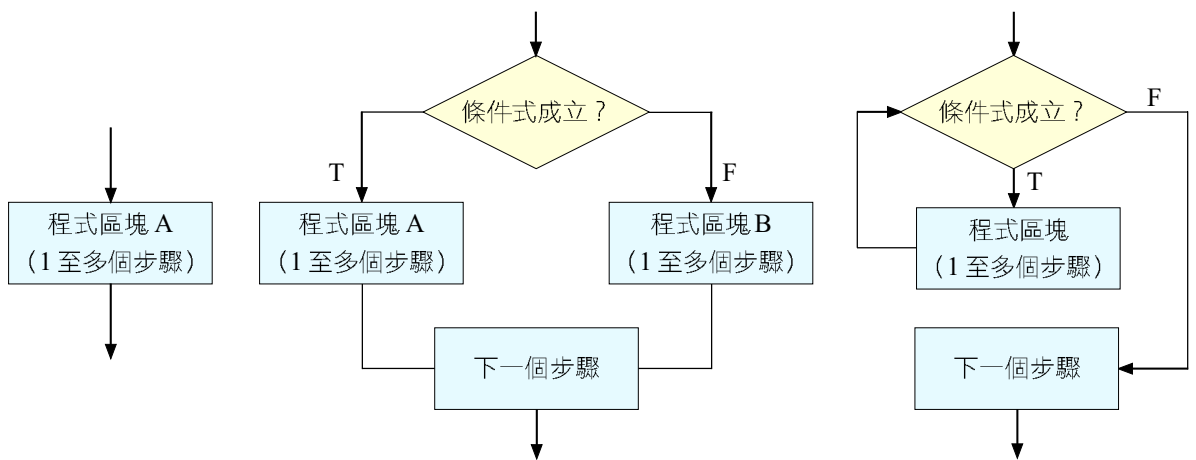 程式區塊 A
（1 至多個步驟）
條件式成立？
T
F
程式區塊 A
（1 至多個步驟）
程式區塊 B
（1 至多個步驟）
下一個步驟
條件式成立？
F
T
程式區塊
（1 至多個步驟）
下一個步驟